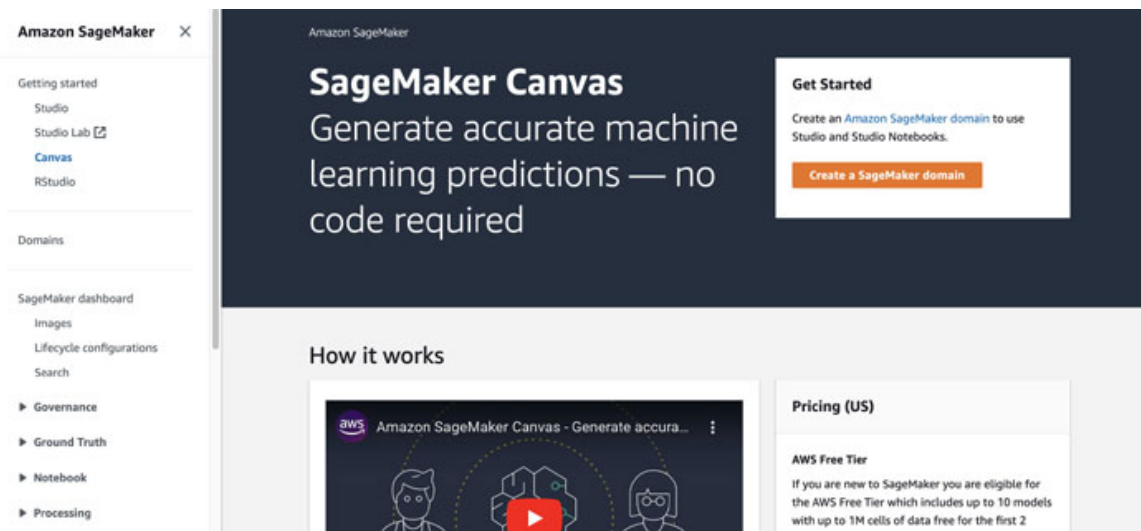 Amazon SageMaker
Getting started
Studio
Studio Lab
Canvas
RStudio
Domains
SageMaker dashboard
Images
Lifecycle configurations
Search
Governance
Ground Truth
Notebook
Processing
Amazon SageMaker
SageMaker Canvas
Generate accurate machine
learning predictions — no
code required
Get Started
Create an Amazon SageMaker domain to use
Studio and Studio Notebooks.
Create a SageMaker domain
How it works
aws
Amazon SageMaker Canvas - Generate accura...
Pricing (US)
AWS Free Tier
If you are new to SageMaker you are eligible for
the AWS Free Tier which includes up to 10 models
with up to 1M cells of data free for the first 2